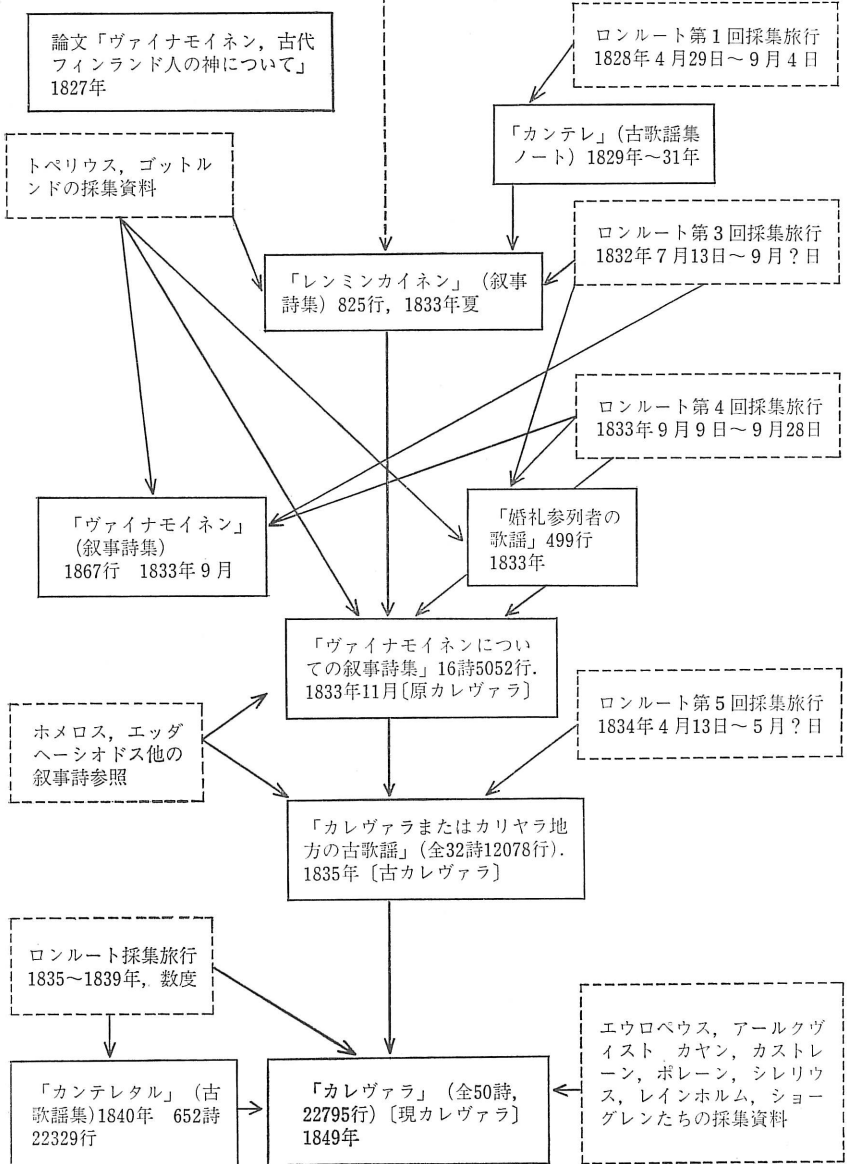 論文「ヴァイナモイネン，古代
フィンランド人の神について」
1827年
ロンルート第1回採集旅行
1828年4月29日～9月4日
「カンテレ」(古歌謡集
ノート) 1829年～31年
トペリウス，ゴットル
ンドの採集資料
ロンルート第3回採集旅行
1832年7月13日～9月？日
「レンミンカイネン」(叙事
詩集) 825行，1833年夏
ロンルート第4回採集旅行
1833年9月9日～9月28日
「ヴァイナモイネン」
(叙事詩集)
1867行 1833年9月
「婚礼参列者の
歌謡」499行
1833年
「ヴァイナモイネンについ
ての叙事詩集」16詩5052行．
1833年11月〔原カレヴァラ〕
ロンルート第5回採集旅行
1834年4月13日～5月？日
ホメロス，エッダ
ヘーシオドス他の
叙事詩参照
「カレヴァラまたはカリヤラ地
方の古歌謡」(全32詩12078行)．
1835年〔古カレヴァラ〕
ロンルート採集旅行
1835～1839年，数度
エウロペウス，アールクヴ
ィスト カヤン，カストレ
ーン，ポレーン，シレリウ
ス，レインホルム，ショー
グレンたちの採集資料
「カンテレタル」(古
歌謡集)1840年 652詩
22329行
「カレヴァラ」(全50詩，
22795行)〔現カレヴァラ〕
1849年